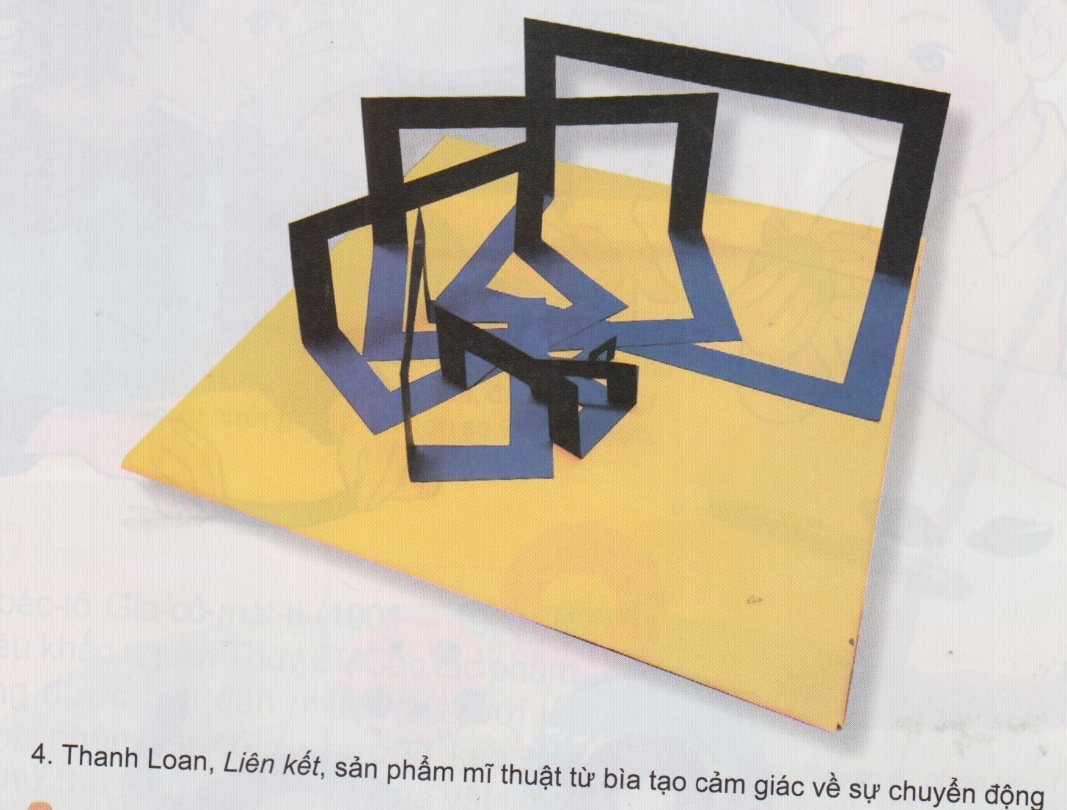 4. Thanh Loan, Liên kết, sản phẩm mĩ thuật từ bìa tạo cảm giác về sự chuyển động